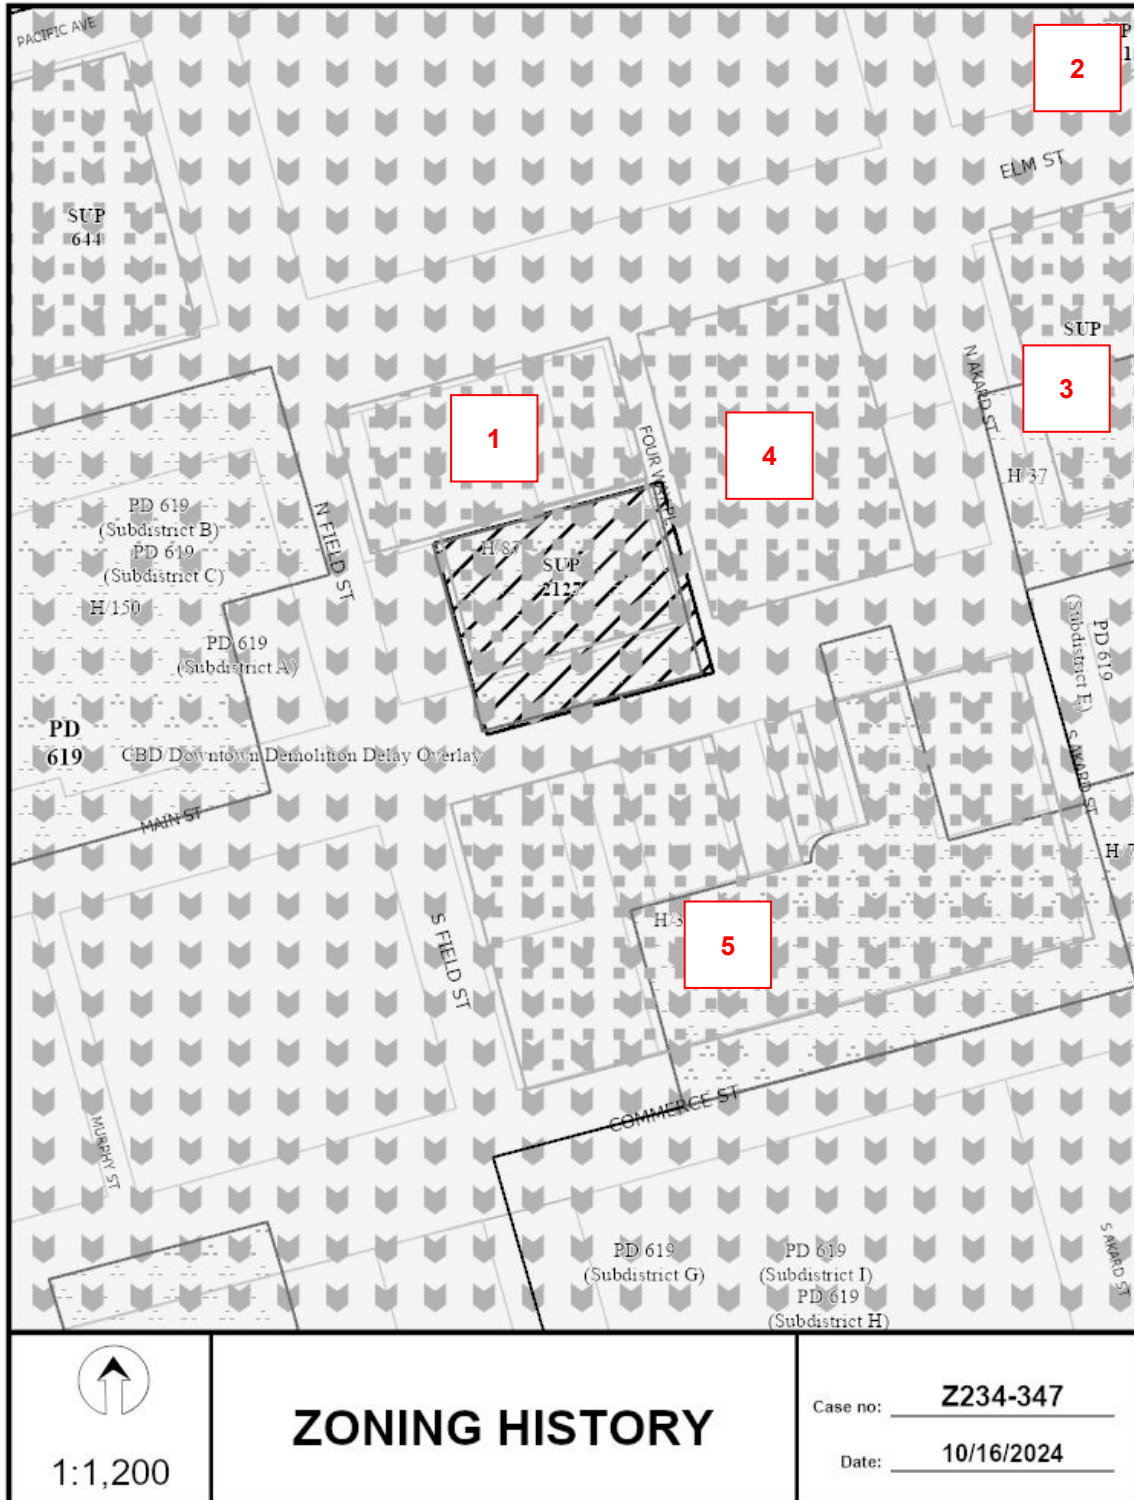 PACIFIC AVE
2
ELM ST
SUP
644
SUP
3
N AKARD ST
H/37
1
4
FOUR WAY PL
PD 619
(Subdistrict B)
PD 619
(Subdistrict C)
H/150
N FIELD ST
H/87
SUP
2127
PD 619
(Subdistrict A)
PD 619
(Subdistrict E)
PD
619
CBD/Downtown Demolition Delay Overlay
S AKARD ST
MAIN ST
S FIELD ST
5
COMMERCE ST
MURPHY ST
PD 619
(Subdistrict G)
PD 619
(Subdistrict I)
PD 619
(Subdistrict H)
S AKARD ST
1:1,200
ZONING HISTORY
Case no: Z234-347
Date: 10/16/2024